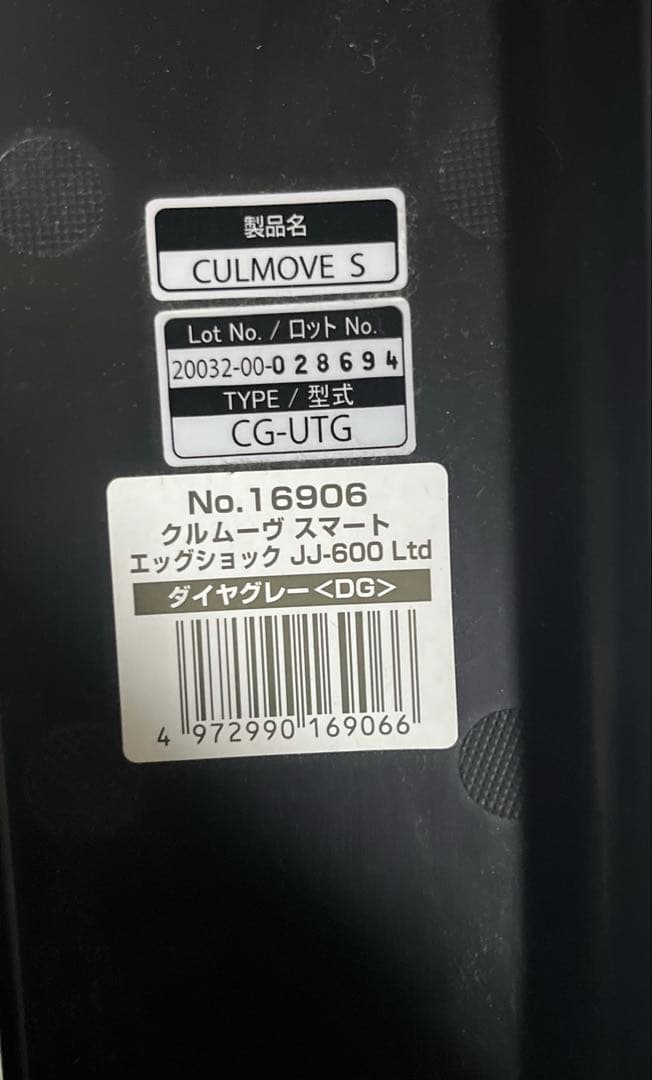 製品名
CULMOVE S
Lot No. / ロット No.
20032-00-028694
TYPE / 型式
CG-UTG
No.16906
クルムーヴ スマート
エッグショック JJ-600 Ltd
ダイヤグレー<DG>
4 972990 169066